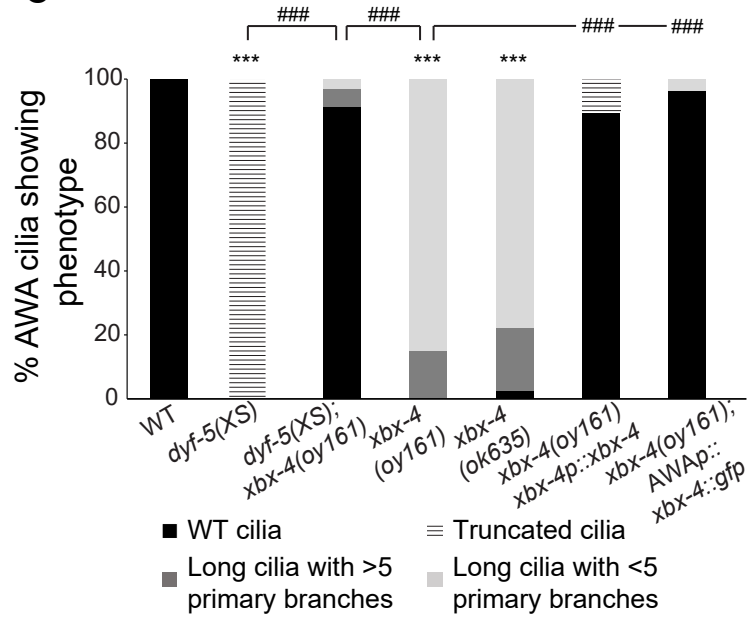 ### ### ### ###
*** *** ***
% AWA cilia showing
phenotype
100
80
60
40
20
0
WT
dyf-5(XS)
dyf-5(XS);
xbx-4(oy161)
xbx-4
(oy161)
xbx-4
(ok635)
xbx-4(oy161)
xbx-4p::xbx-4
xbx-4(oy161);
AWAp::
xbx-4::gfp
WT cilia
Truncated cilia
Long cilia with >5
primary branches
Long cilia with <5
primary branches